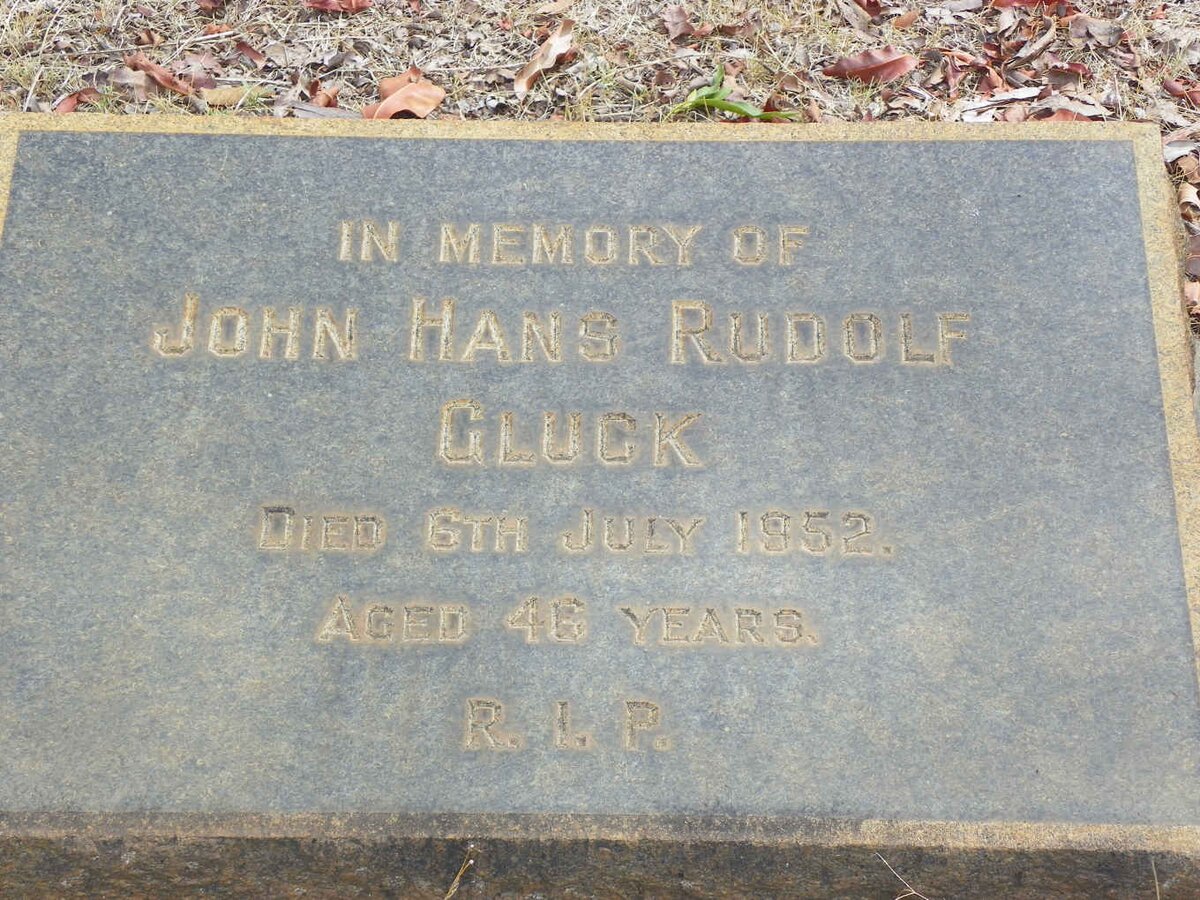 IN MEMORY OF
JOHN HANS RUDOLF
GLUCK
DIED 6TH JULY 1952.
AGED 46 YEARS.
R. I. P.